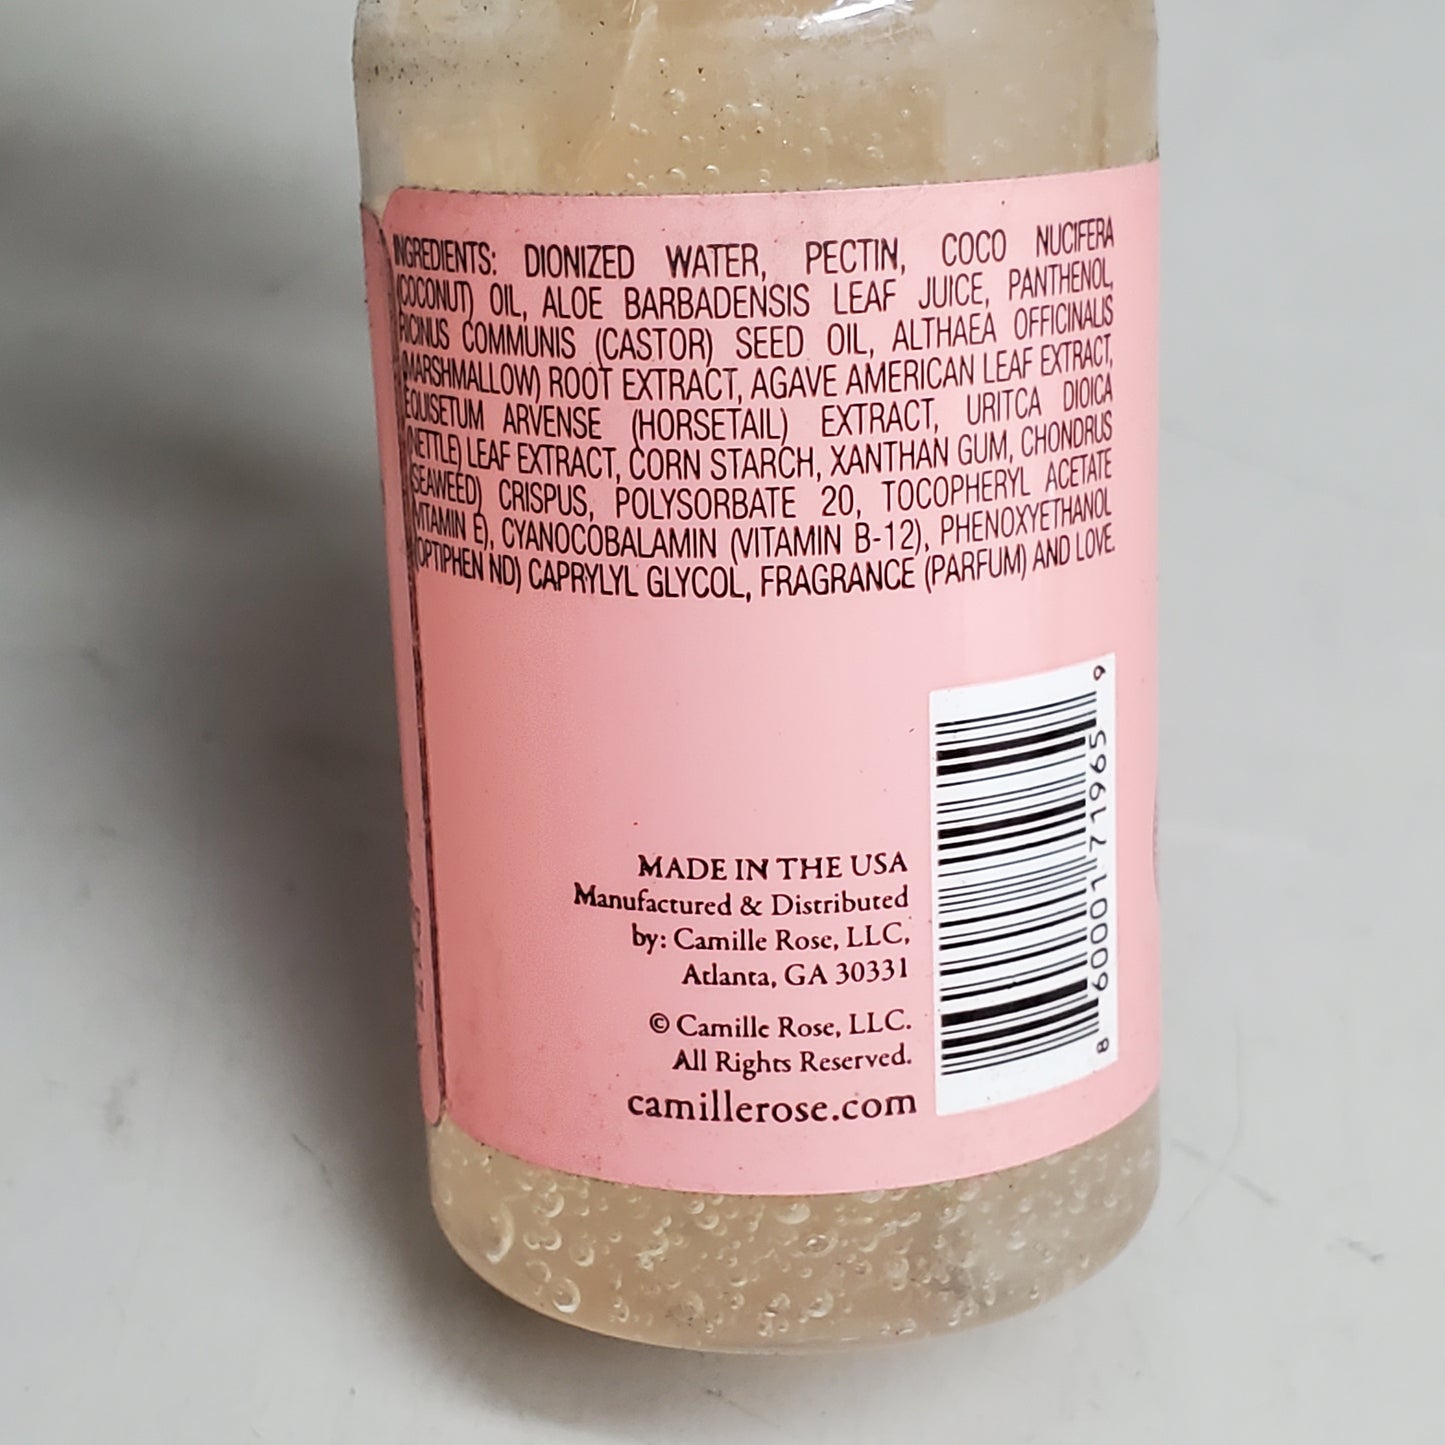 INGREDIENTS: DIONIZED WATER, PECTIN, COCO NUCIFERA
(COCONUT) OIL, ALOE BARBADENSIS LEAF JUICE, PANTHENOL,
RICINUS COMMUNIS (CASTOR) SEED OIL, ALTHAEA OFFICINALIS
(MARSHMALLOW) ROOT EXTRACT, AGAVE AMERICAN LEAF EXTRACT,
EQUISETUM ARVENSE (HORSETAIL) EXTRACT, URITCA DIOICA
(NETTLE) LEAF EXTRACT, CORN STARCH, XANTHAN GUM, CHONDRUS
(SEAWEED) CRISPUS, POLYSORBATE 20, TOCOPHERYL ACETATE
(VITAMIN E), CYANOCOBALAMIN (VITAMIN B-12), PHENOXYETHANOL
(OPTIPHEN ND) CAPRYLYL GLYCOL, FRAGRANCE (PARFUM) AND LOVE.
MADE IN THE USA
Manufactured & Distributed
by: Camille Rose, LLC,
Atlanta, GA 30331
© Camille Rose, LLC.
All Rights Reserved.
camillerose.com
8 60001 71965 9